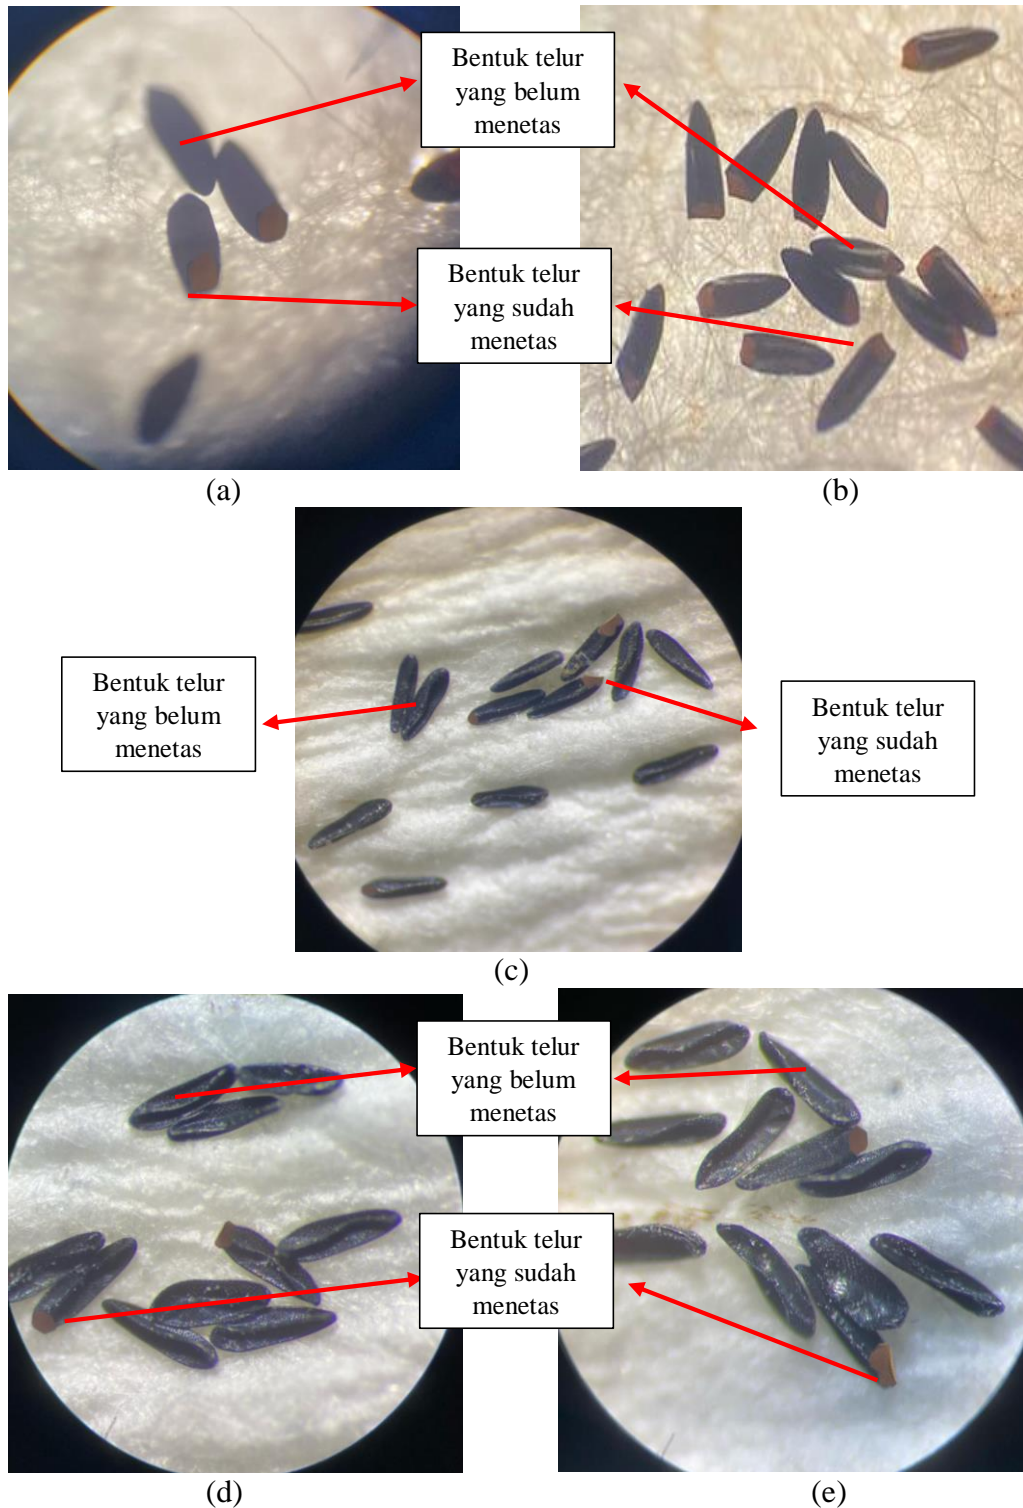 Bentuk telur
yang belum
menetas
Bentuk telur
yang sudah
menetas
(a)
(b)
Bentuk telur
yang belum
menetas
Bentuk telur
yang sudah
menetas
(c)
Bentuk telur
yang belum
menetas
Bentuk telur
yang sudah
menetas
(d)
(e)